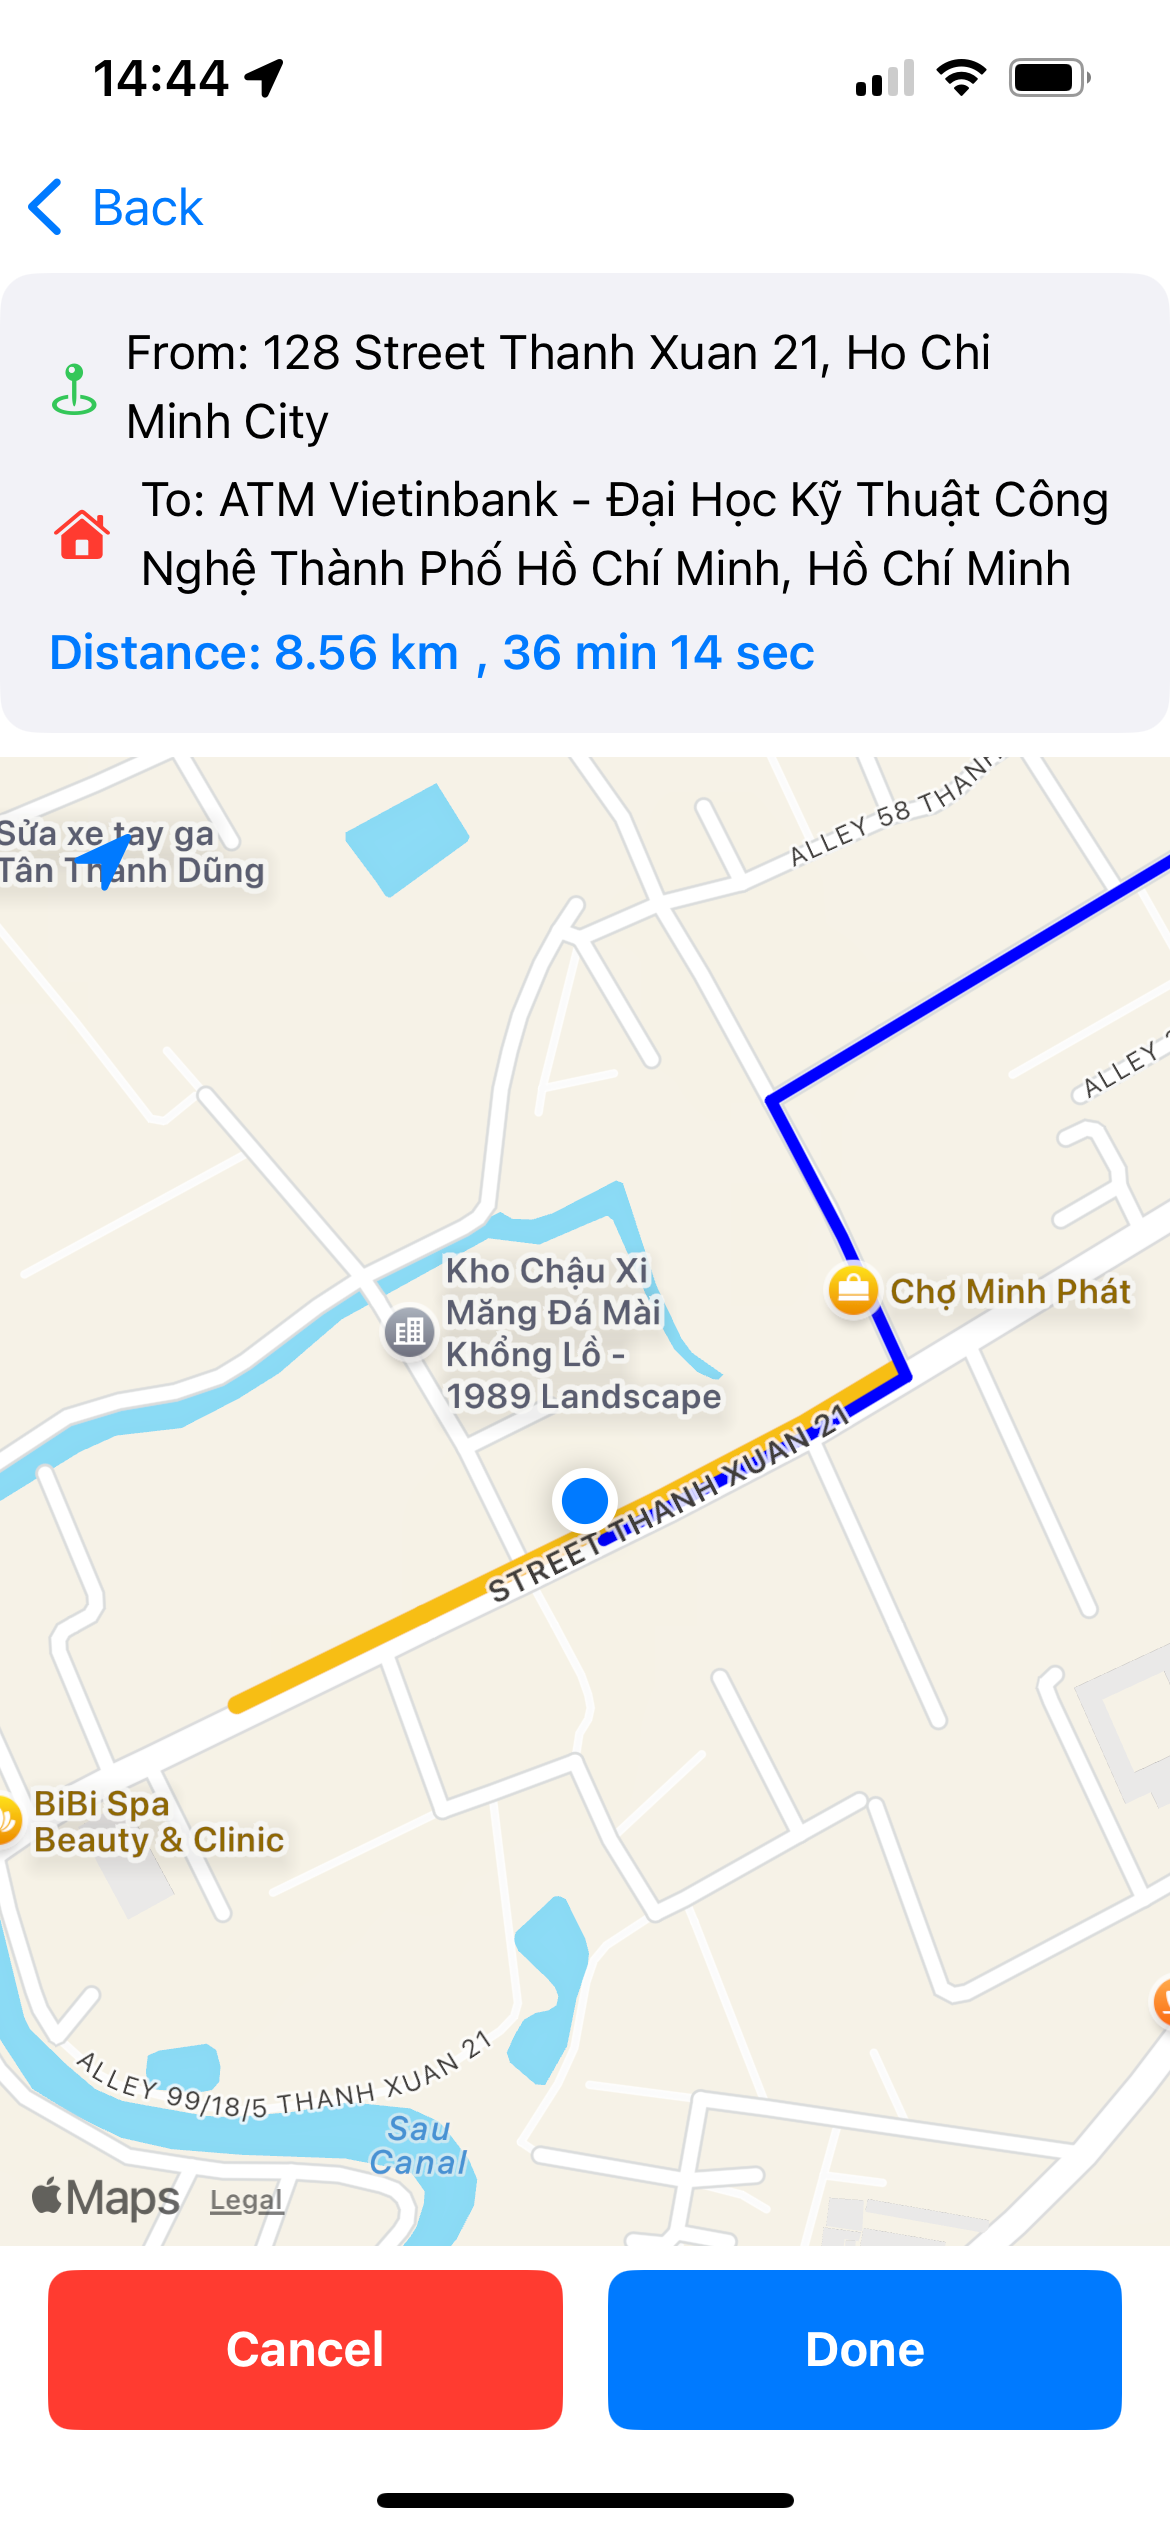 14:44
Back
From: 128 Street Thanh Xuan 21, Ho Chi
Minh City
To: ATM Vietinbank - Đại Học Kỹ Thuật Công
Nghệ Thành Phố Hồ Chí Minh, Hồ Chí Minh
Distance: 8.56 km , 36 min 14 sec
ALLEY 58 THANH
Sửa xe tay ga
Tân Thành Dũng
ALLEY
Kho Chậu Xi
Măng Đá Mài
Khổng Lồ -
1989 Landscape
Chợ Minh Phát
STREET THANH XUAN 21
BiBi Spa
Beauty & Clinic
ALLEY 99/18/5 THANH XUAN 21
Sau
Canal
Maps
Legal
Cancel
Done